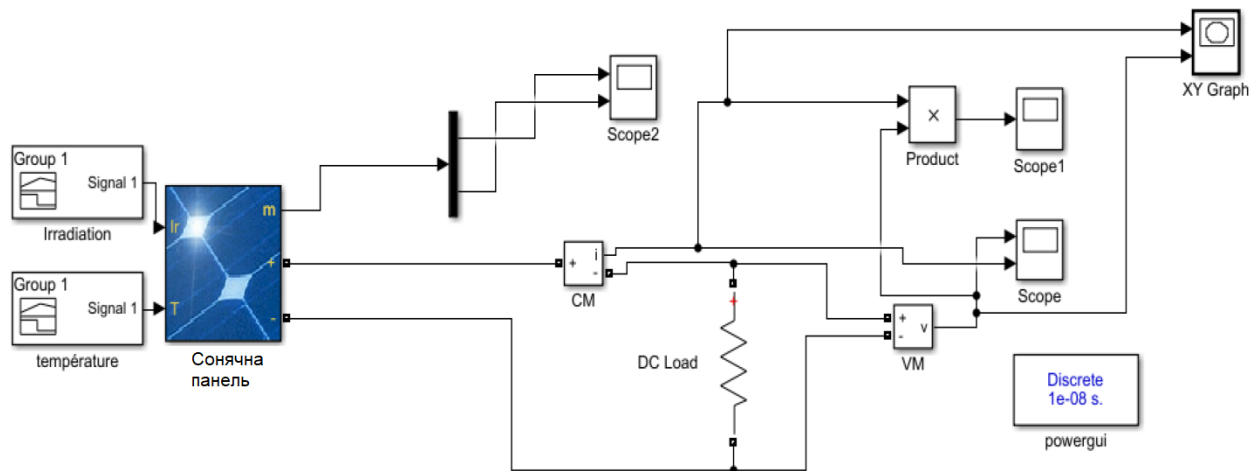 XY Graph
Scope2
×
Product
Scope1
Group 1
Signal 1
Irradiation
m
Ir
+
-
T
Сонячна
панель
Group 1
Signal 1
température
+
i
-
CM
Scope
+
DC Load
+
-
v
VM
Discrete
1e-08 s.
powergui